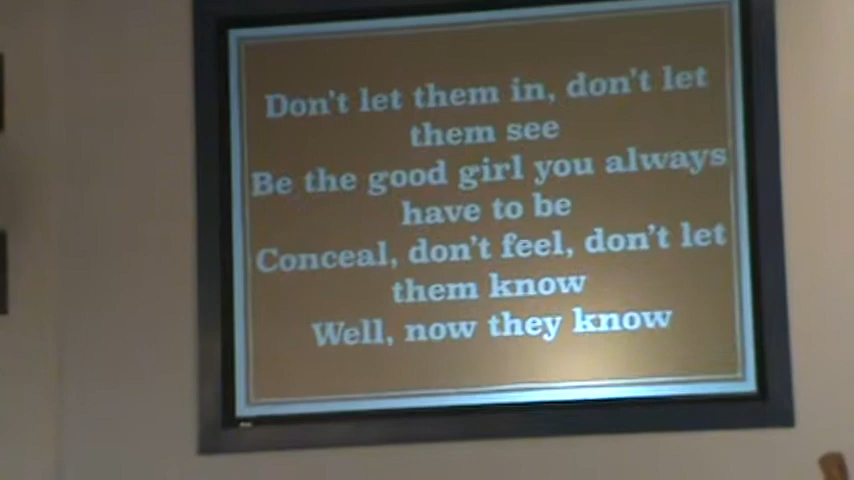 Don't let them in, don't let
them see
Be the good girl you always
have to be
Conceal, don't feel, don't let
them know
Well, now they know